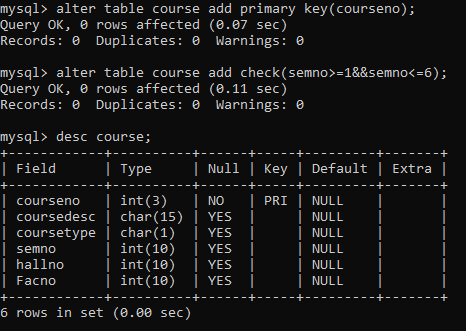 mysql> alter table course add primary key(courseno);
Query OK, 0 rows affected (0.07 sec)
Records: 0  Duplicates: 0  Warnings: 0

mysql> alter table course add check(semno>=1&&semno<=6);
Query OK, 0 rows affected (0.11 sec)
Records: 0  Duplicates: 0  Warnings: 0

mysql> desc course;
+------------+----------+------+-----+---------+-------+
| Field      | Type     | Null | Key | Default | Extra |
+------------+----------+------+-----+---------+-------+
| courseno   | int(3)   | NO   | PRI | NULL    |       |
| coursedesc | char(15) | YES  |     | NULL    |       |
| coursetype | char(1)  | YES  |     | NULL    |       |
| semno      | int(10)  | YES  |     | NULL    |       |
| hallno     | int(10)  | YES  |     | NULL    |       |
| Facno      | int(10)  | YES  |     | NULL    |       |
+------------+----------+------+-----+---------+-------+
6 rows in set (0.00 sec)